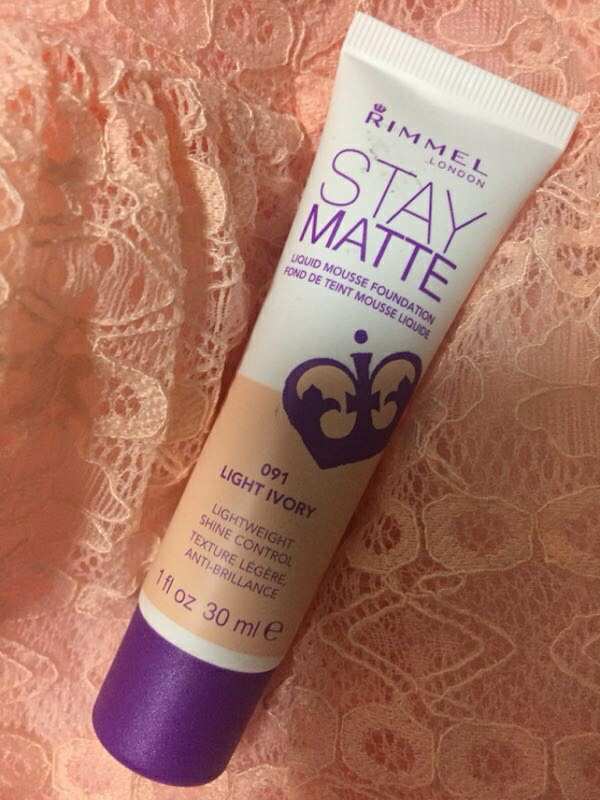 RIMMEL
LONDON
STAY
MATTE
LIQUID MOUSSE FOUNDATION
FOND DE TEINT MOUSSE LIQUIDE
091
LIGHT IVORY
LIGHTWEIGHT
SHINE CONTROL
TEXTURE LÉGÈRE,
ANTI-BRILLANCE
1 fl oz 30 ml ℮